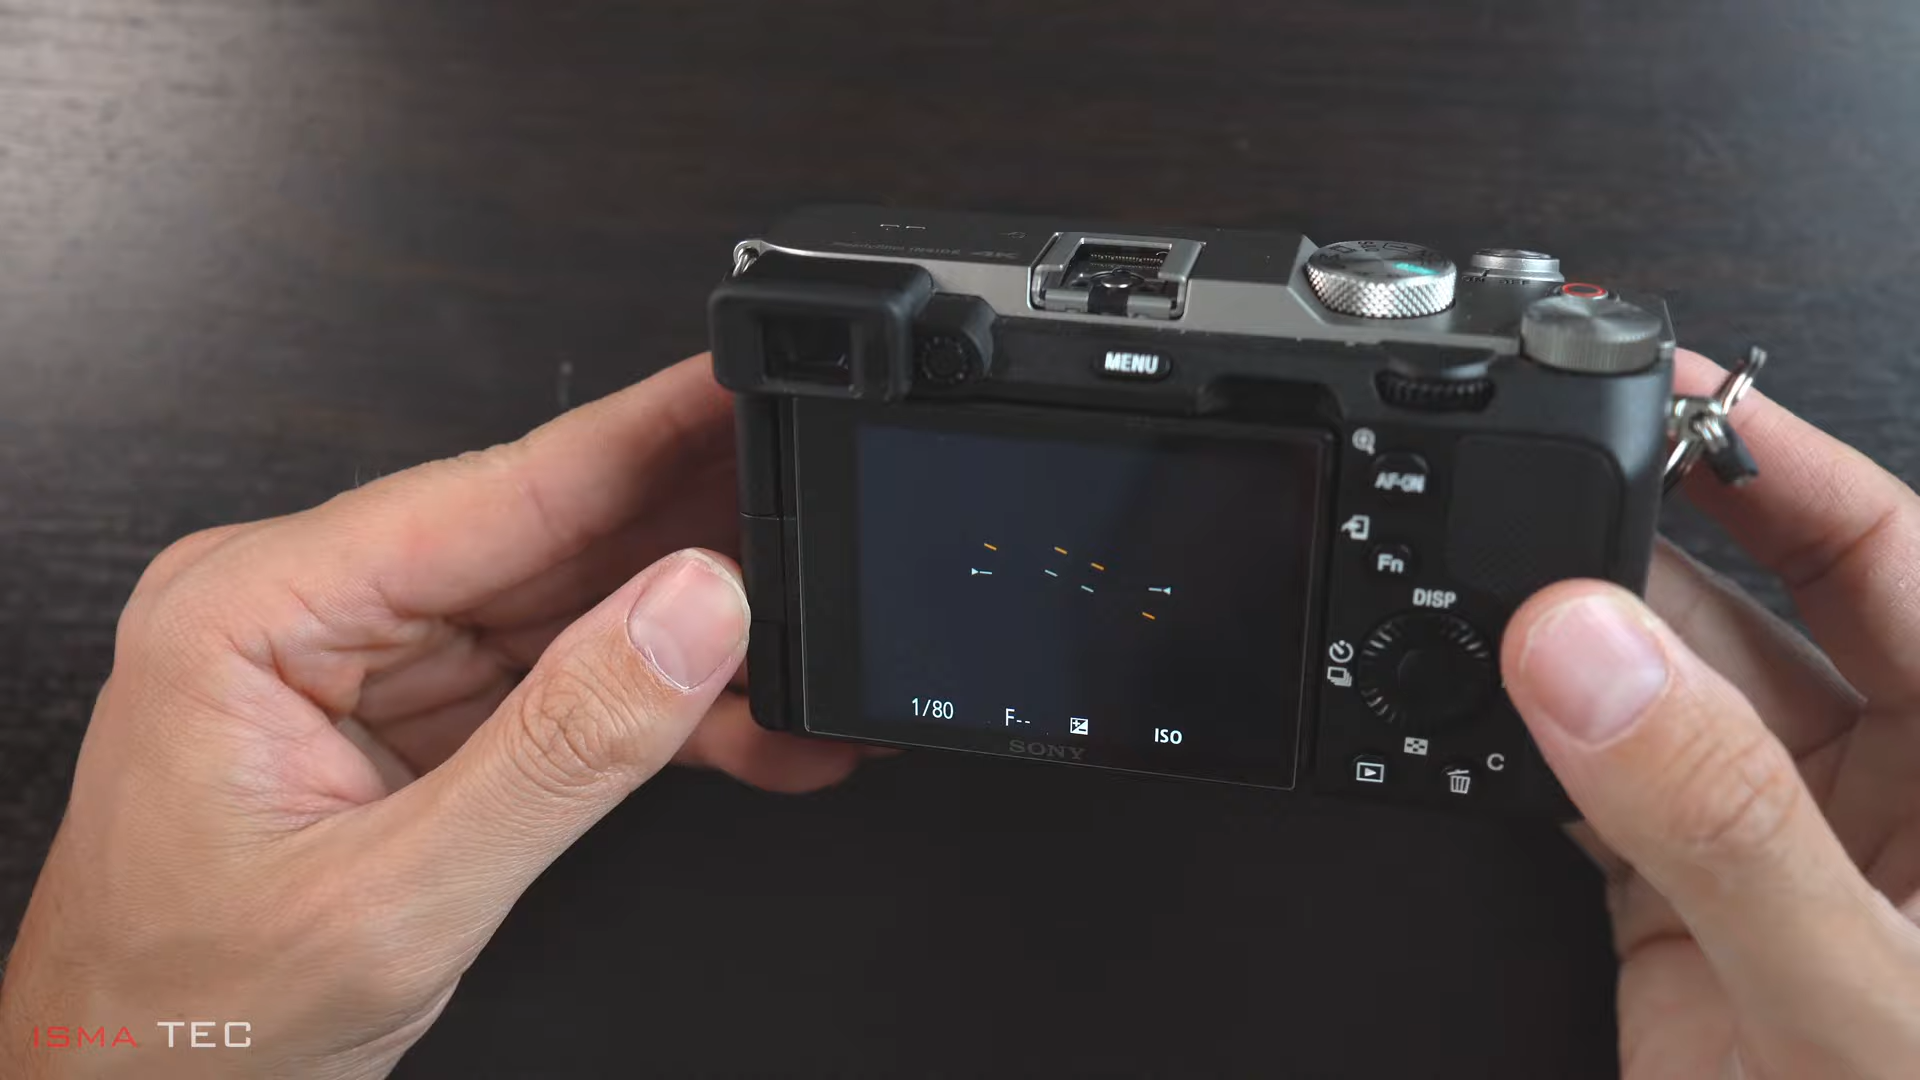 4K
MENU
AF-ON
Fn
DISP
1/80
F--
ISO
SONY
C
ISMA TEC